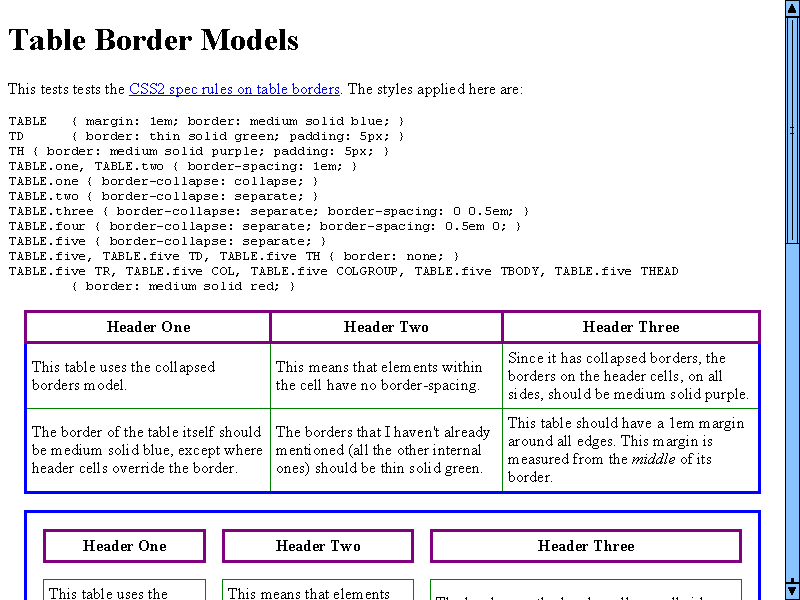 Table Border Models
This tests tests the CSS2 spec rules on table borders. The styles applied here are:
TABLE   { margin: 1em; border: medium solid blue; }
TD      { border: thin solid green; padding: 5px; }
TH { border: medium solid purple; padding: 5px; }
TABLE.one, TABLE.two { border-spacing: 1em; }
TABLE.one { border-collapse: collapse; }
TABLE.two { border-collapse: separate; }
TABLE.three { border-collapse: separate; border-spacing: 0 0.5em; }
TABLE.four { border-collapse: separate; border-spacing: 0.5em 0; }
TABLE.five { border-collapse: separate; }
TABLE.five, TABLE.five TD, TABLE.five TH { border: none; }
TABLE.five TR, TABLE.five COL, TABLE.five COLGROUP, TABLE.five TBODY, TABLE.five THEAD
        { border: medium solid red; }
Header One
Header Two
Header Three
This table uses the collapsed
borders model.
This means that elements within
the cell have no border-spacing.
Since it has collapsed borders, the
borders on the header cells, on all
sides, should be medium solid purple.
The border of the table itself should
be medium solid blue, except where
header cells override the border.
The borders that I haven't already
mentioned (all the other internal
ones) should be thin solid green.
This table should have a 1em margin
around all edges. This margin is
measured from the middle of its
border.
Header One
Header Two
Header Three
This table uses the
This means that elements